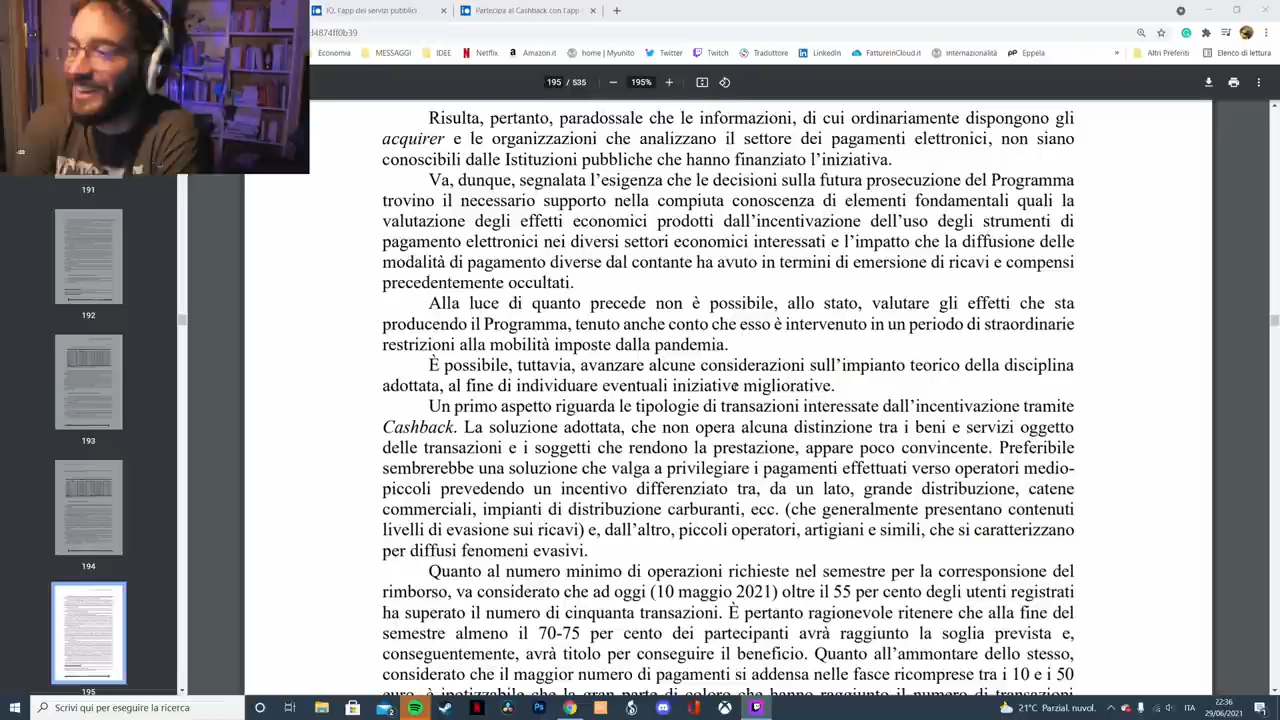 IO, l'app dei servizi pubblici
Partecipa al Cashback con l'app
d4874ff0b39
MESSAGGI
IDEE
Netflix
Amazon.it
home | Myunito
Twitter
Twitch
Traduttore
LinkedIn
FattureinCloud.it
internazionalità
Eppela
Altri Preferiti
Elenco di lettura
195 / 535
195%
Risulta, pertanto, paradossale che le informazioni, di cui ordinariamente dispongono gli
acquirer e le organizzazioni che analizzano il settore dei pagamenti elettronici, non siano
conoscibili dalle Istituzioni pubbliche che hanno finanziato l'iniziativa.
Va, dunque, segnalata l'esigenza che le decisioni sulla futura prosecuzione del Programma
trovino il necessario supporto nella compiuta conoscenza di elementi fondamentali quali la
valutazione degli effetti economici prodotti dall'incentivazione dell'uso degli strumenti di
pagamento elettronici nei diversi settori economici interessati e l'impatto che la diffusione delle
modalità di pagamento diverse dal contante ha avuto in termini di emersione di ricavi e compensi
precedentemente occultati.
Alla luce di quanto precede non è possibile, allo stato, valutare gli effetti che sta
producendo il Programma, tenuto anche conto che esso è intervenuto in un periodo di straordinarie
restrizioni alla mobilità imposte dalla pandemia.
È possibile, tuttavia, avanzare alcune considerazioni sull'impianto teorico della disciplina
adottata, al fine di individuare eventuali iniziative migliorative.
Un primo aspetto riguarda le tipologie di transazioni interessate dall'incentivazione tramite
Cashback. La soluzione adottata, che non opera alcuna distinzione tra i beni e servizi oggetto
delle transazioni e i soggetti che rendono la prestazione, appare poco convincente. Preferibile
sembrerebbe una soluzione che valga a privilegiare i pagamenti effettuati verso operatori medio-
piccoli prevedendo un incentivo differenziato tra, da un lato, grande distribuzione, catene
commerciali, impianti di distribuzione carburanti, ecc. (che generalmente presentano contenuti
livelli di evasione di ricavi) e, dall'altro, piccoli operatori, artigiani e simili, che si caratterizzano
per diffusi fenomeni evasivi.
Quanto al numero minimo di operazioni richiesto nel semestre per la corresponsione del
rimborso va considerato che ad oggi (10 maggio 2021) oltre il 55 per cento degli utenti registrati
ha superato il numero di cinquanta transazioni. È pertanto ragionevole ritenere che alla fine del
semestre almeno il 70-75 per cento dei partecipanti avrà raggiunto la soglia prevista e,
conseguentemente, avrà titolo per conseguire il beneficio. Quanto all'ammontare dello stesso,
considerato che il maggior numero di pagamenti si addensa nelle fasce ricomprese tra i 10 e i 50
191
192
193
194
195
Scrivi qui per eseguire la ricerca
21°C Parzial. nuvol.
ITA
22:36
29/06/2021